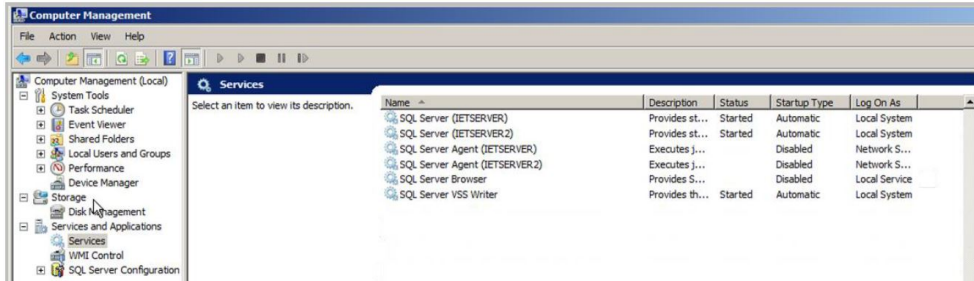 Computer Management
File Action View Help
Computer Management (Local)
System Tools
Task Scheduler
Event Viewer
Shared Folders
Local Users and Groups
Performance
Device Manager
Storage
Disk Management
Services and Applications
Services
WMI Control
SQL Server Configuration
Services
Select an item to view its description.
Name Description Status Startup Type Log On As
SQL Server (IETSERVER) Provides st... Started Automatic Local System
SQL Server (IETSERVER2) Provides st... Started Automatic Local System
SQL Server Agent (IETSERVER) Executes j... Disabled Network S...
SQL Server Agent (IETSERVER2) Executes j... Disabled Network S...
SQL Server Browser Provides S... Disabled Local Service
SQL Server VSS Writer Provides th... Started Automatic Local System